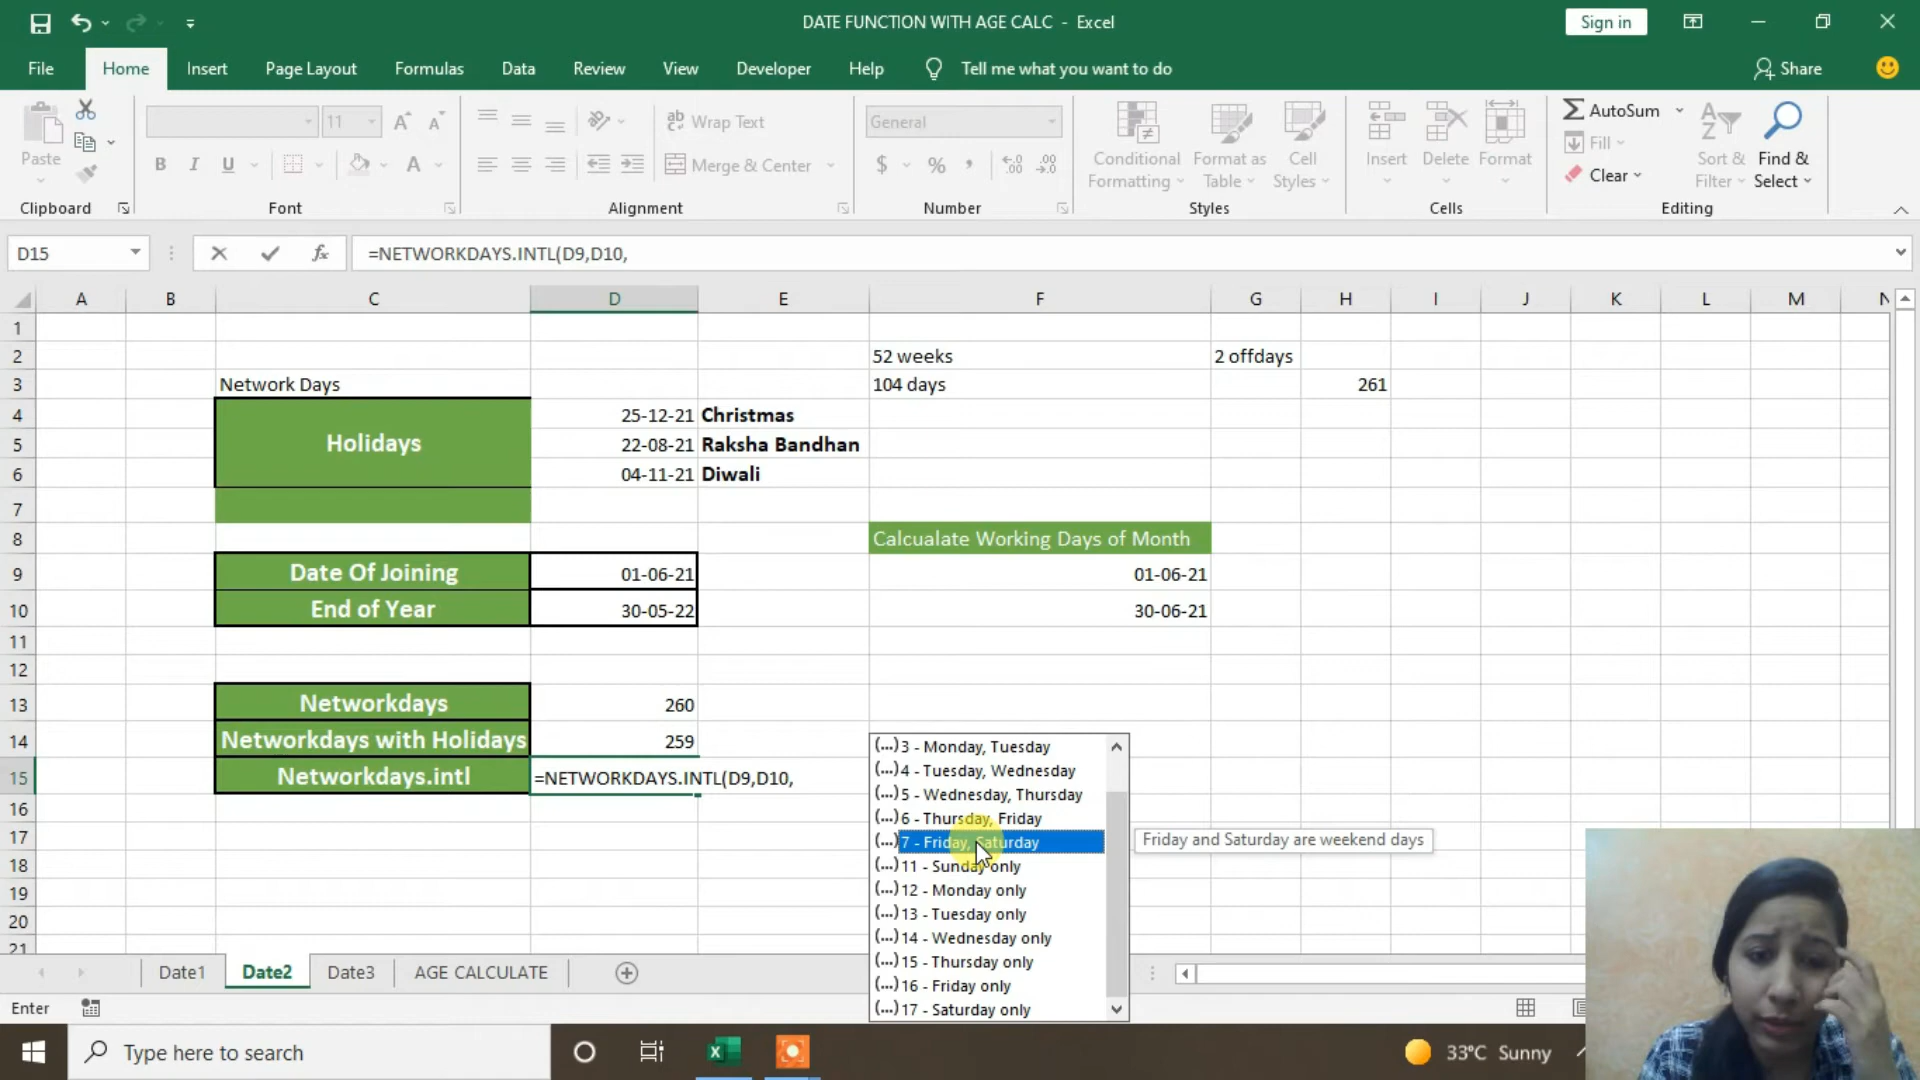 DATE FUNCTION WITH AGE CALC - Excel
Sign in
File Home Insert Page Layout Formulas Data Review View Developer Help Tell me what you want to do Share
Paste
11
Wrap Text
General
Conditional Formatting
Format as Table
Cell Styles
Insert
Delete
Format
AutoSum
Fill
Clear
Sort & Filter
Find & Select
B I U
Merge & Center
$ % ,
Clipboard Font Alignment Number Styles Cells Editing
D15
fx
=NETWORKDAYS.INTL(D9,D10,
A B C D E F G H I J K L M N
1
2 52 weeks 2 offdays
3 Network Days 104 days 261
4 25-12-21 Christmas
Holidays
5 22-08-21 Raksha Bandhan
6 04-11-21 Diwali
7
8 Calcualate Working Days of Month
9 Date Of Joining 01-06-21 01-06-21
10 End of Year 30-05-22 30-06-21
11
12
13 Networkdays 260
14 Networkdays with Holidays 259
15 Networkdays.intl =NETWORKDAYS.INTL(D9,D10,
16
17
18
19
20
21
(...) 3 - Monday, Tuesday
(...) 4 - Tuesday, Wednesday
(...) 5 - Wednesday, Thursday
(...) 6 - Thursday, Friday
(...) 7 - Friday, Saturday
Friday and Saturday are weekend days
(...) 11 - Sunday only
(...) 12 - Monday only
(...) 13 - Tuesday only
(...) 14 - Wednesday only
(...) 15 - Thursday only
(...) 16 - Friday only
(...) 17 - Saturday only
Date1 Date2 Date3 AGE CALCULATE
Enter
Type here to search
33°C Sunny